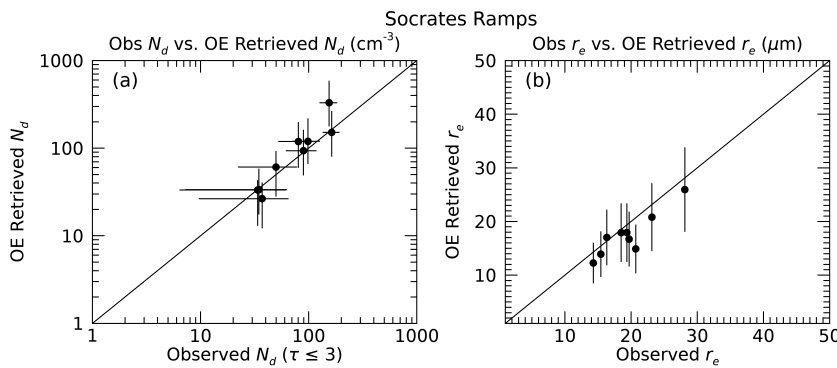 Socrates Ramps
Obs N_d vs. OE Retrieved N_d (cm⁻³)
(a)
1000
100
10
1
OE Retrieved N_d
1 10 100 1000
Observed N_d (τ ≤ 3)
Obs r_e vs. OE Retrieved r_e (μm)
(b)
50
40
30
20
10
OE Retrieved r_e
10 20 30 40 50
Observed r_e